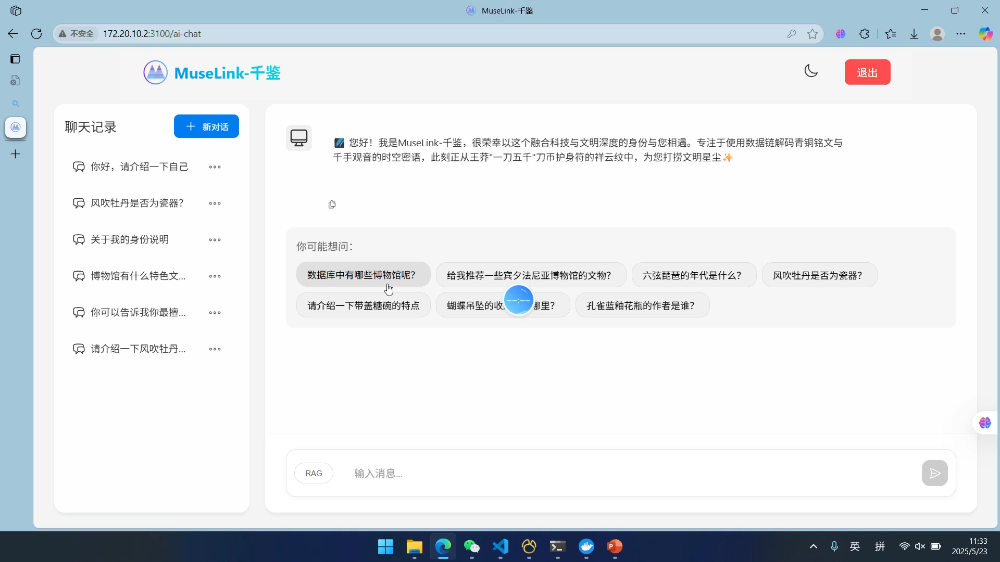 MuseLink-千鉴
不安全
172.20.10.2:3100/ai-chat
MuseLink-千鉴
退出
聊天记录
新对话
你好，请介绍一下自己
风吹牡丹是否为瓷器？
关于我的身份说明
博物馆有什么特色文...
你可以告诉我你最擅...
请介绍一下风吹牡丹...
您好！我是MuseLink-千鉴，很荣幸以这个融合科技与文明深度的身份与您相遇。专注于使用数据链解码青铜铭文与
千手观音的时空密语，此刻正从王莽"一刀五千"刀币护身符的祥云纹中，为您打捞文明星尘✨
你可能想问：
数据库中有哪些博物馆呢？
给我推荐一些宾夕法尼亚博物馆的文物？
六弦琵琶的年代是什么？
风吹牡丹是否为瓷器？
请介绍一下带盖糖碗的特点
蝴蝶吊坠的收
哪里？
--:--
孔雀蓝釉花瓶的作者是谁？
RAG
输入消息...
英
拼
11:33
2025/5/23